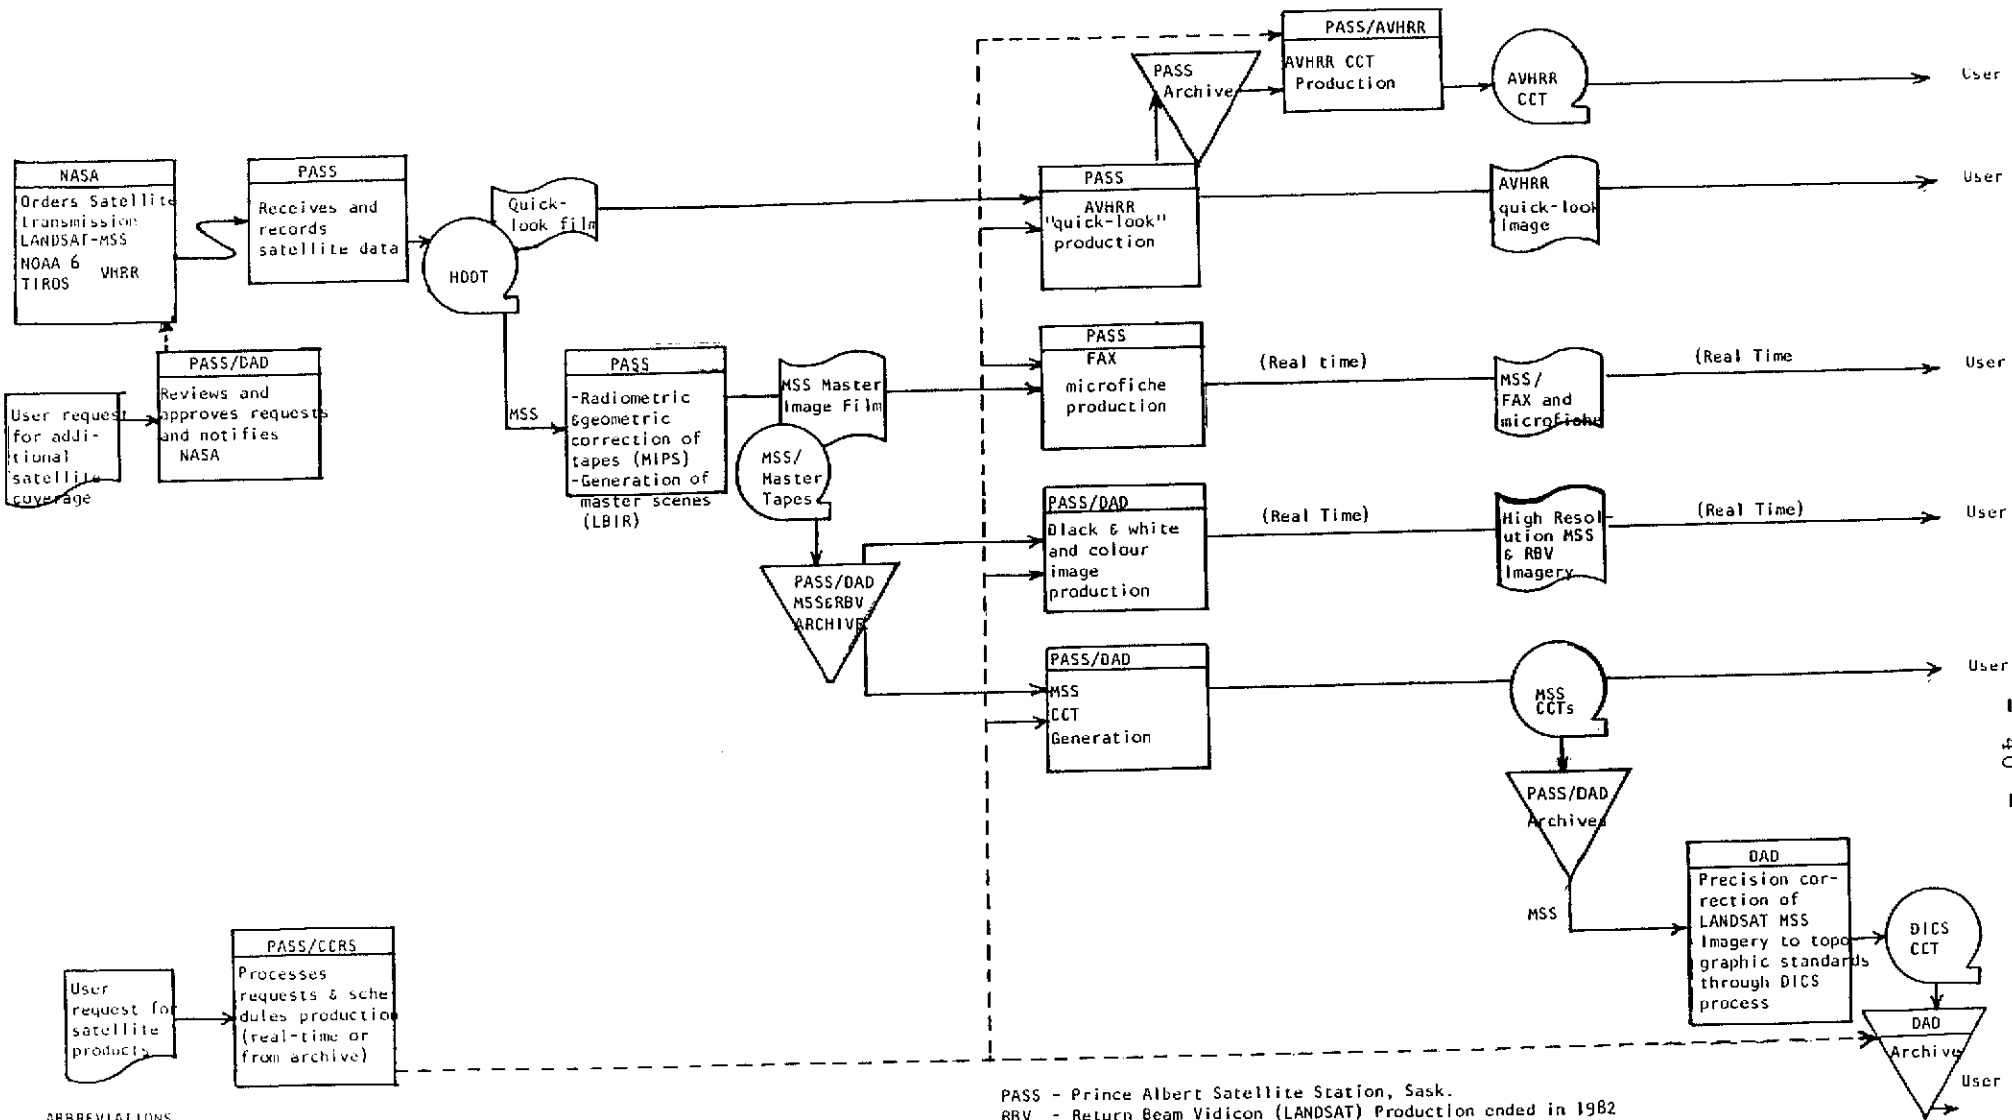 PASS/AVHRR
AVHRR CCT
Production
PASS
Archive
AVHRR
CCT
User
NASA
Orders Satellite
transmission
LANDSAT-MSS
NOAA 6
VHRR
TIROS
PASS
Receives and
records
satellite data
HDDT
Quick-
look film
PASS
AVHRR
"quick-look"
production
AVHRR
quick-look
Image
User
PASS/DAD
Reviews and
approves requests
and notifies
NASA
User request
for addi-
tional
satellite
coverage
MSS
PASS
-Radiometric
&geometric
correction of
tapes (MIPS)
-Generation of
master scenes
(LBIR)
MSS Master
Image Film
MSS/
Master
Tapes
PASS
FAX
microfiche
production
(Real time)
MSS/
FAX and
microfiche
(Real Time
User
PASS/DAD
Black & white
and colour
image
production
(Real Time)
High Resol
ution MSS
& RBV
Imagery
(Real Time)
User
PASS/DAD
MSS&RBV
ARCHIVE
PASS/DAD
MSS
CCT
Generation
MSS
CCTs
User
- 40 -
PASS/DAD
Archives
MSS
DAD
Precision cor-
rection of
LANDSAT MSS
Imagery to topo
graphic standards
through DICS
process
DICS
CCT
DAD
Archive
User
User
request for
satellite
products
PASS/CCRS
Processes
requests & sche
dules production
(real-time or
from archive)
PASS - Prince Albert Satellite Station, Sask.
RBV - Return Beam Vidicon (LANDSAT) Production ended in 1982
ABBREVIATIONS